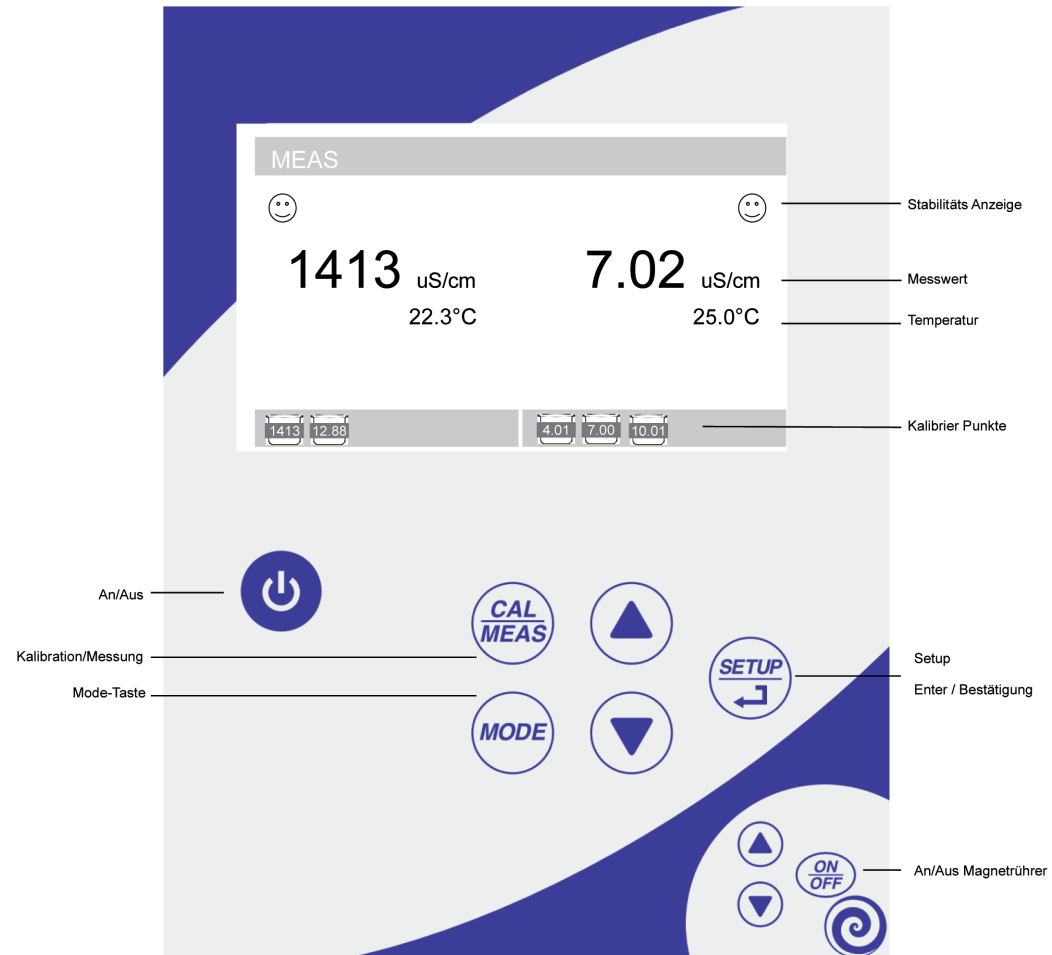 MEAS
Stabilitäts Anzeige
1413 uS/cm
7.02 uS/cm
Messwert
22.3°C
25.0°C
Temperatur
1413
12.88
4.01
7.00
10.01
Kalibrier Punkte
An/Aus
CAL
MEAS
Kalibration/Messung
SETUP
Setup
Mode-Taste
Enter / Bestätigung
MODE
ON
OFF
An/Aus Magnetrührer